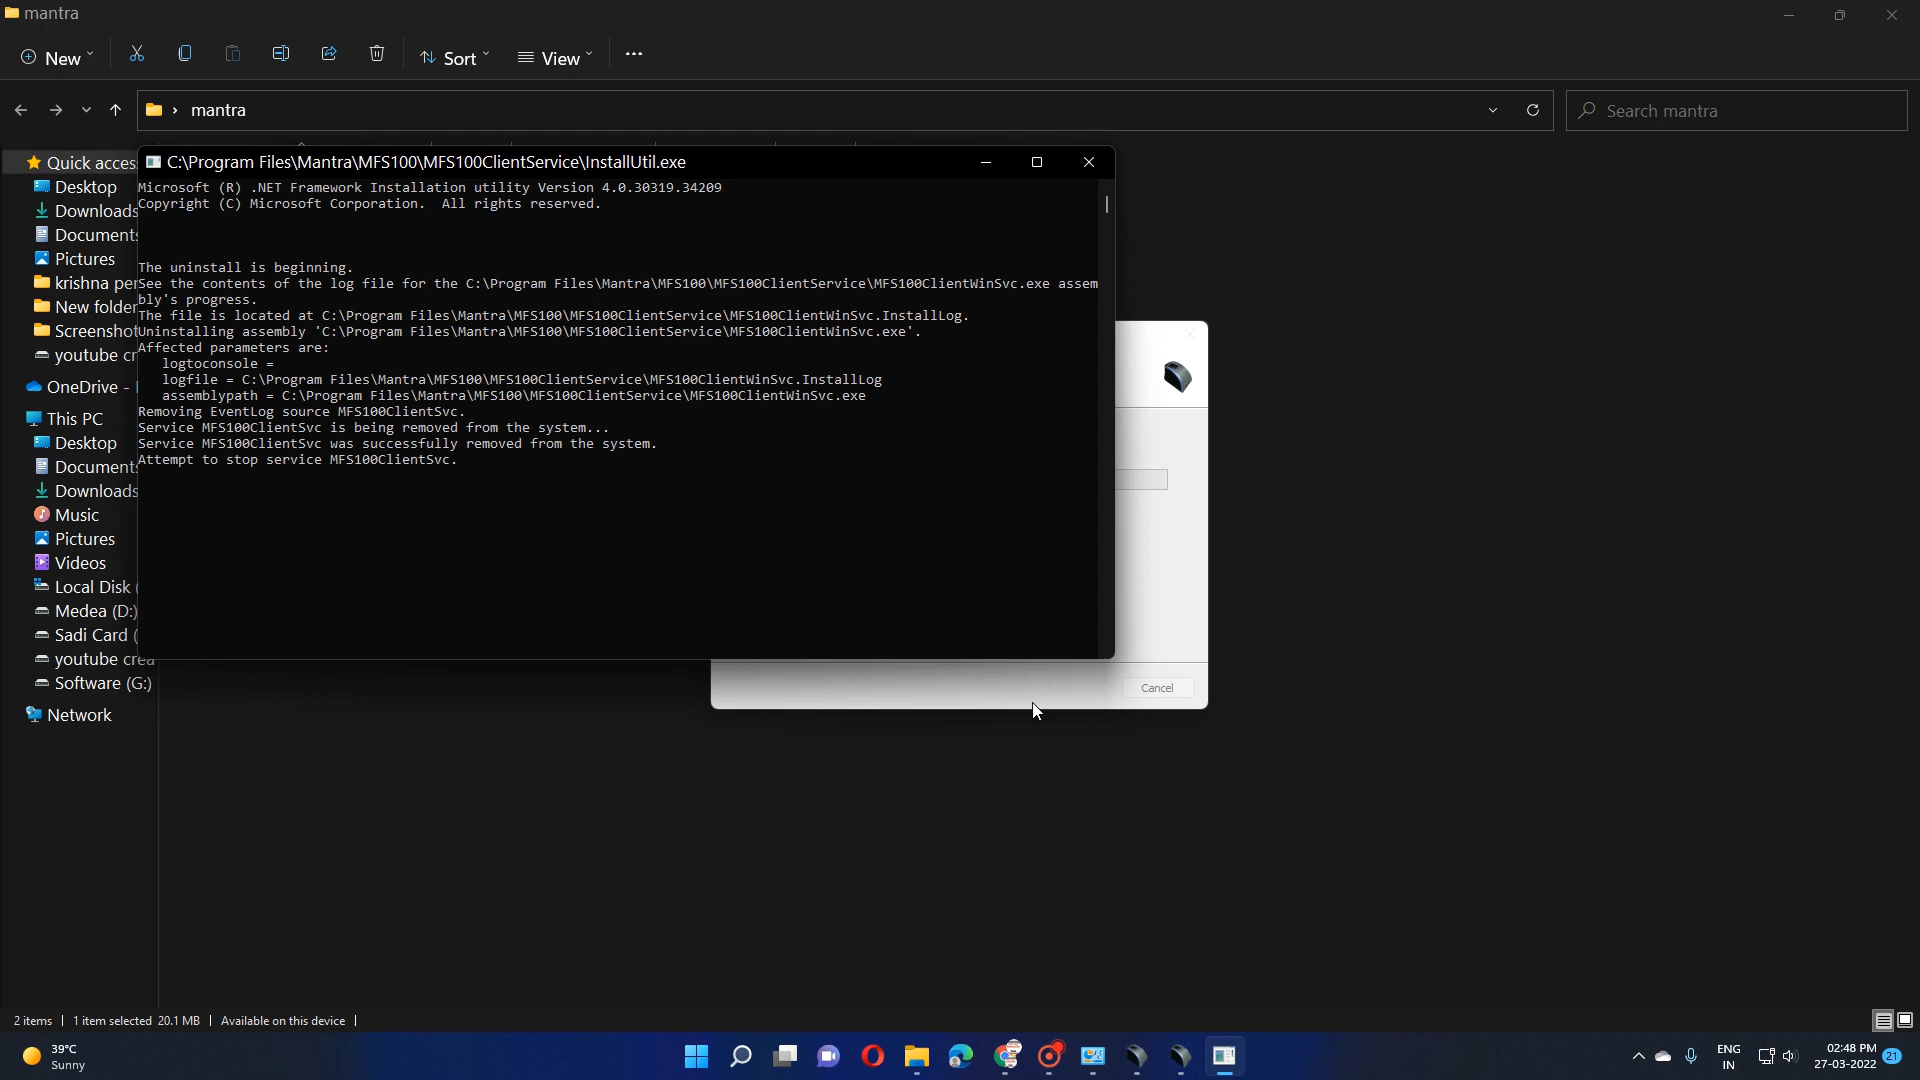 mantra
New
Sort
View
mantra
Search mantra
Quick acces
Desktop
Downloads
Documents
Pictures
krishna per
New folder
Screenshot
youtube cr
OneDrive -
This PC
Desktop
Documents
Downloads
Music
Pictures
Videos
Local Disk (
Medea (D:)
Sadi Card (
youtube crea
Software (G:)
Network
C:\Program Files\Mantra\MFS100\MFS100ClientService\InstallUtil.exe
Microsoft (R) .NET Framework Installation utility Version 4.0.30319.34209
Copyright (C) Microsoft Corporation.  All rights reserved.
The uninstall is beginning.
See the contents of the log file for the C:\Program Files\Mantra\MFS100\MFS100ClientService\MFS100ClientWinSvc.exe assem
bly's progress.
The file is located at C:\Program Files\Mantra\MFS100\MFS100ClientService\MFS100ClientWinSvc.InstallLog.
Uninstalling assembly 'C:\Program Files\Mantra\MFS100\MFS100ClientService\MFS100ClientWinSvc.exe'.
Affected parameters are:
logtoconsole =
logfile = C:\Program Files\Mantra\MFS100\MFS100ClientService\MFS100ClientWinSvc.InstallLog
assemblypath = C:\Program Files\Mantra\MFS100\MFS100ClientService\MFS100ClientWinSvc.exe
Removing EventLog source MFS100ClientSvc.
Service MFS100ClientSvc is being removed from the system...
Service MFS100ClientSvc was successfully removed from the system.
Attempt to stop service MFS100ClientSvc.
Cancel
2 items
1 item selected 20.1 MB
Available on this device
39°C
Sunny
ENG
IN
02:48 PM
27-03-2022
21